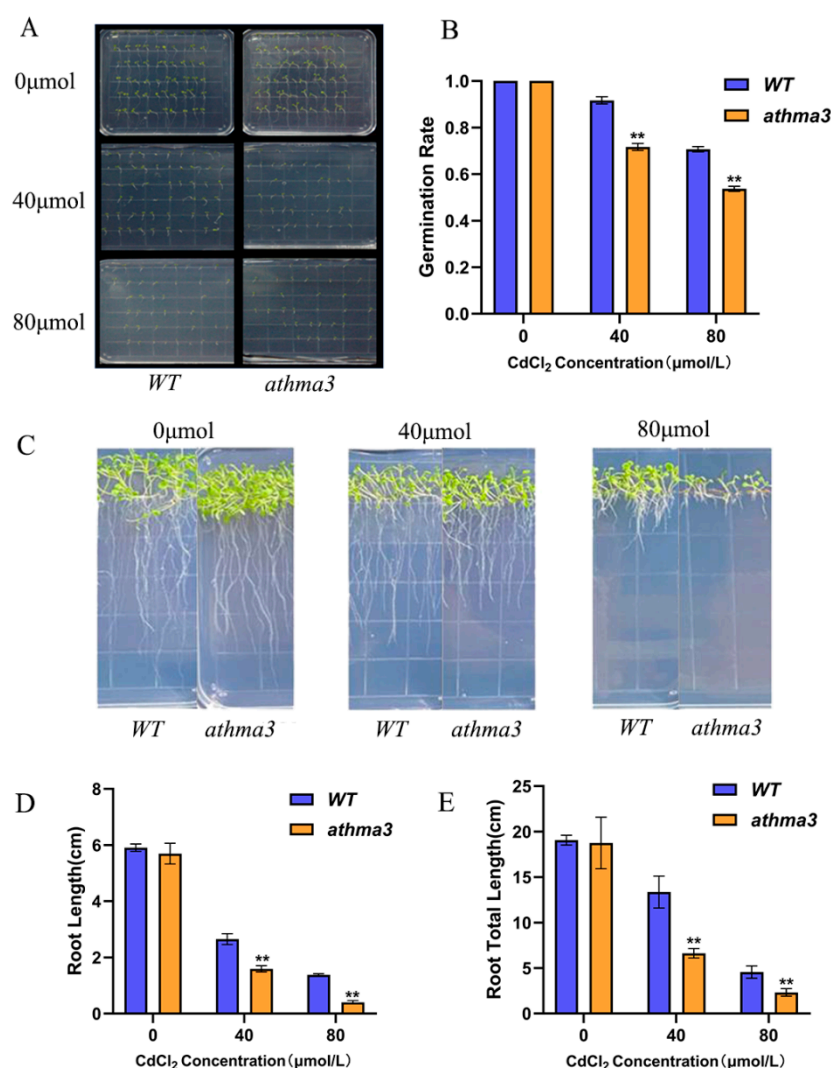 A
0μmol
40μmol
80μmol
WT
athma3
B
Germination Rate
1.0
0.8
0.6
0.4
0.2
0.0
WT
athma3
**
**
0
40
80
CdCl₂ Concentration(μmol/L)
C
0μmol
40μmol
80μmol
WT
athma3
WT
athma3
WT
athma3
D
Root Length(cm)
8
6
4
2
0
WT
athma3
**
**
0
40
80
CdCl₂ Concentration(μmol/L)
E
Root Total Length(cm)
25
20
15
10
5
0
WT
athma3
**
**
0
40
80
CdCl₂ Concentration(μmol/L)